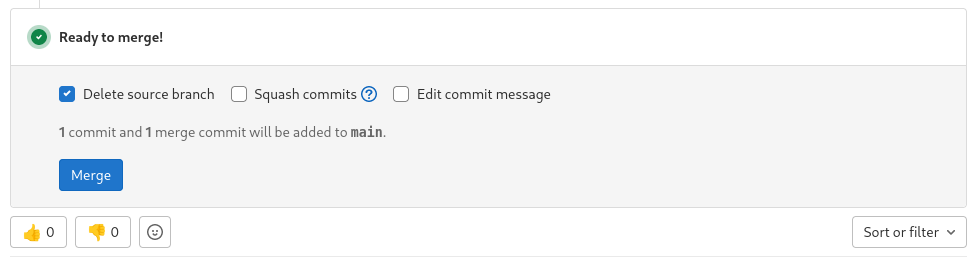 Ready to merge!
Delete source branch Squash commits ? Edit commit message
1 commit and 1 merge commit will be added to main.
Merge
👍 0 👎 0 Sort or filter